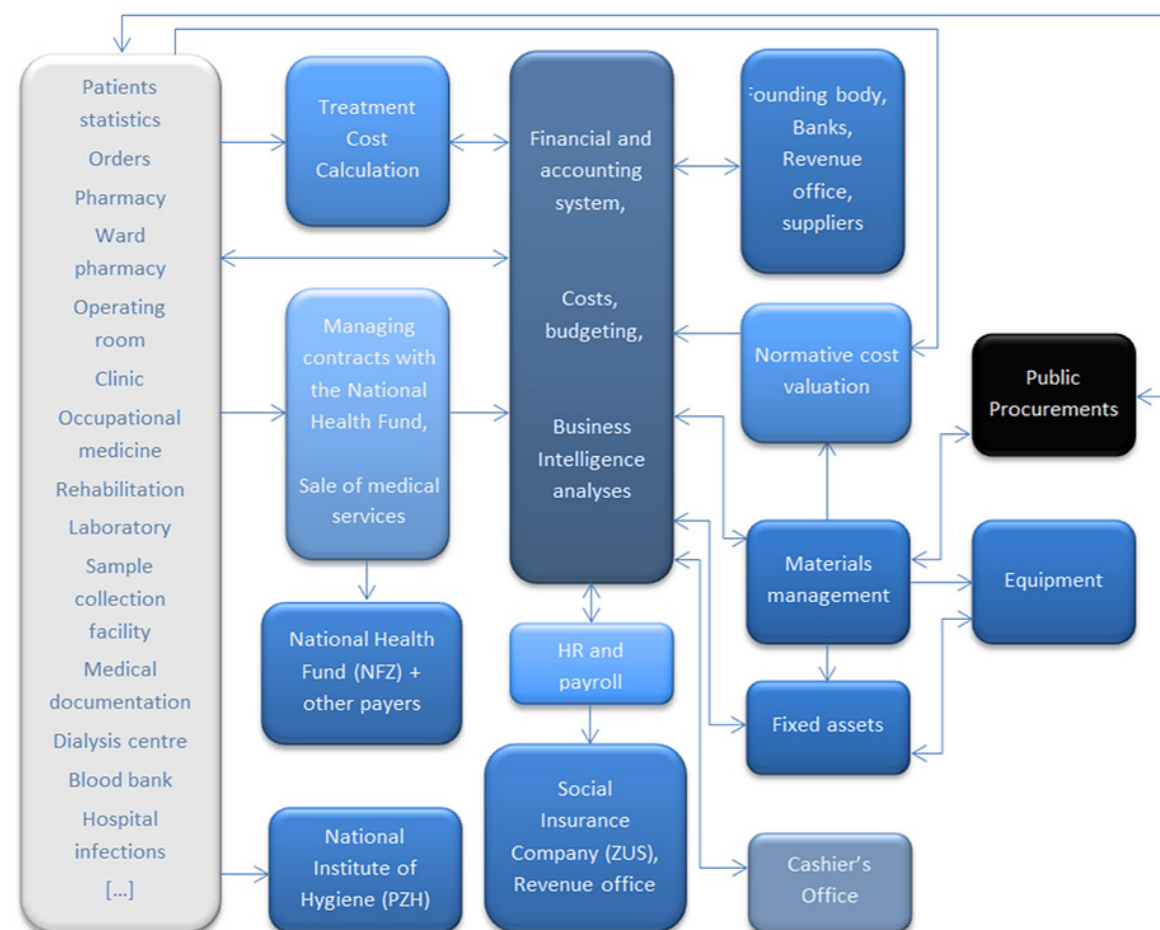 Patients
statistics
Orders
Pharmacy
Ward
pharmacy
Operating
room
Clinic
Occupational
medicine
Rehabilitation
Laboratory
Sample
collection
facility
Medical
documentation
Dialysis centre
Blood bank
Hospital
infections
[...]
Treatment
Cost
Calculation
Managing
contracts with
the National
Health Fund,
Sale of medical
services
National Health
Fund (NFZ) +
other payers
National
Institute of
Hygiene (PZH)
Financial and
accounting
system,
Costs,
budgeting,
Business
Intelligence
analyses
HR and
payroll
Social
Insurance
Company (ZUS),
Revenue office
Founding body,
Banks,
Revenue
office,
suppliers
Normative cost
valuation
Materials
management
Fixed assets
Cashier's
Office
Public
Procurements
Equipment